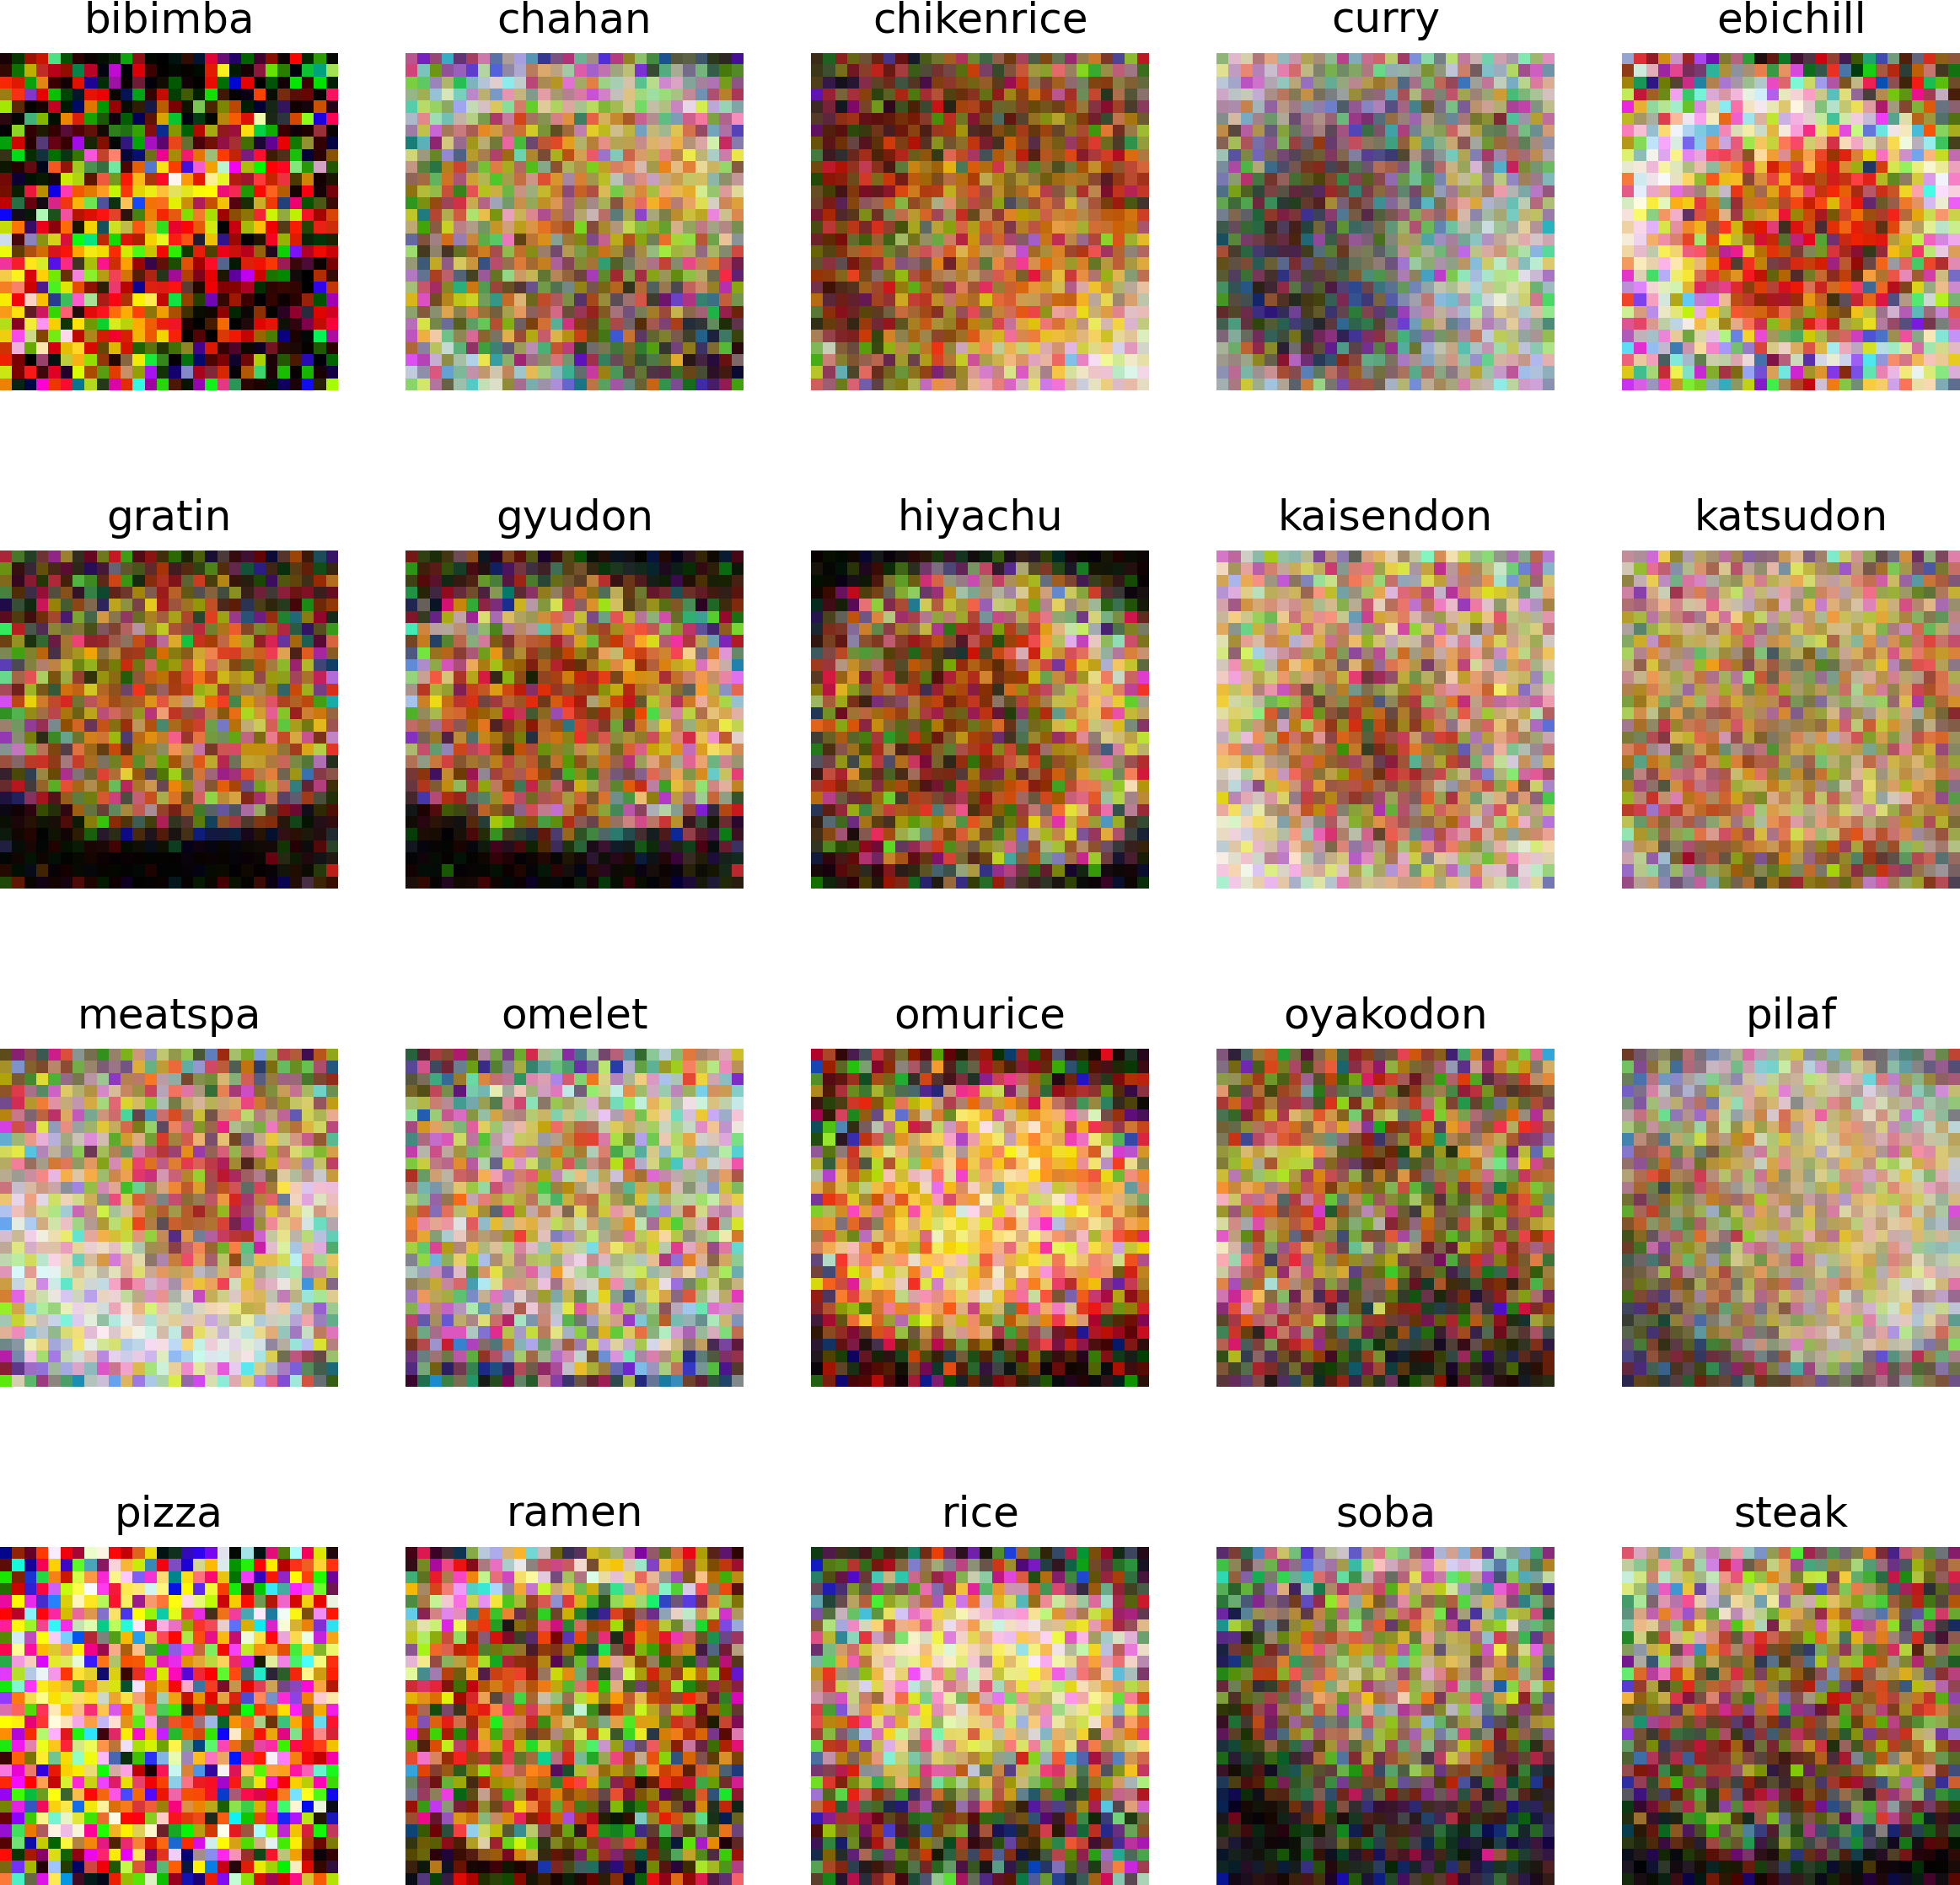 bibimba chahan chikenrice curry ebichill
gratin gyudon hiyachu kaisendon katsudon
meatspa omelet omurice oyakodon pilaf
pizza ramen rice soba steak